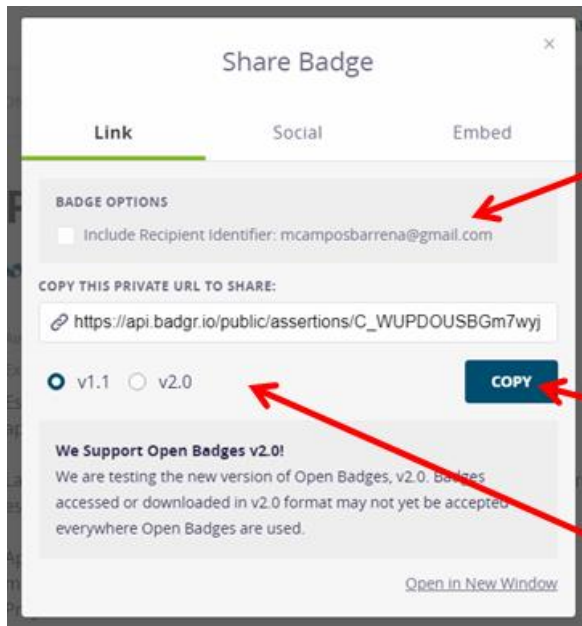 ×
Share Badge
Link Social Embed
BADGE OPTIONS
Include Recipient Identifier: mcamposbarrena@gmail.com
COPY THIS PRIVATE URL TO SHARE:
https://api.badgr.io/public/assertions/C_WUPDOUSBGm7wyj
v1.1 v2.0 COPY
We Support Open Badges v2.0!
We are testing the new version of Open Badges, v2.0. Badges
accessed or downloaded in v2.0 format may not yet be accepted
everywhere Open Badges are used.
Open in New Window